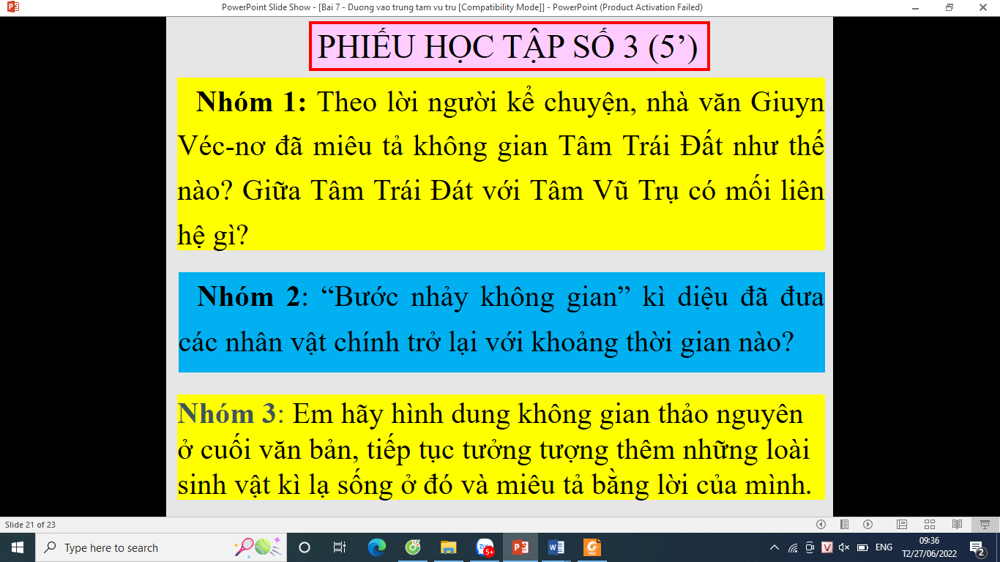 PowerPoint Slide Show - [Bai 7 - Duong vao trung tam vu tru [Compatibility Mode]] - PowerPoint (Product Activation Failed)
PHIẾU HỌC TẬP SỐ 3 (5’)
Nhóm 1: Theo lời người kể chuyện, nhà văn Giuyn
Véc-nơ đã miêu tả không gian Tâm Trái Đất như thế
nào? Giữa Tâm Trái Đát với Tâm Vũ Trụ có mối liên
hệ gì?
Nhóm 2: “Bước nhảy không gian” kì diệu đã đưa
các nhân vật chính trở lại với khoảng thời gian nào?
Nhóm 3: Em hãy hình dung không gian thảo nguyên
ở cuối văn bản, tiếp tục tưởng tượng thêm những loài
sinh vật kì lạ sống ở đó và miêu tả bằng lời của mình.
Slide 21 of 23
Type here to search
5+
ENG
09:36
T2/27/06/2022
2